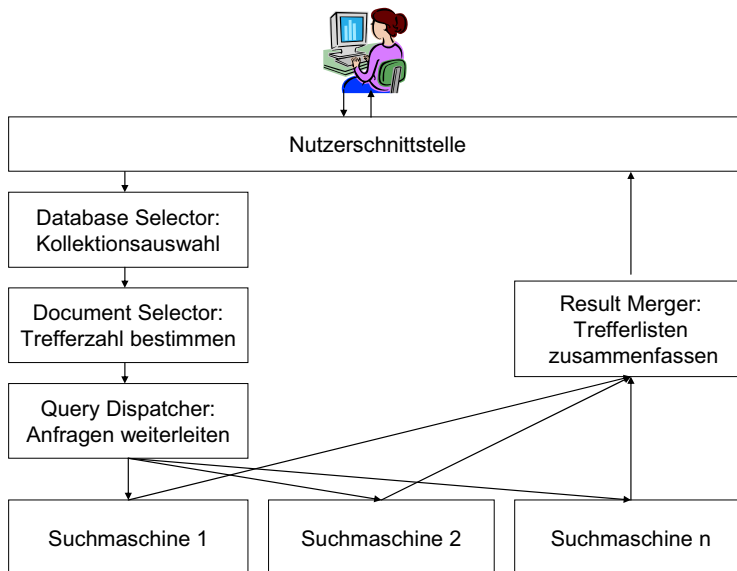 Nutzerschnittstelle
Database Selector:
Kollektionsauswahl
Document Selector:
Trefferzahl bestimmen
Result Merger:
Trefferlisten
zusammenfassen
Query Dispatcher:
Anfragen weiterleiten
Suchmaschine 1
Suchmaschine 2
Suchmaschine n